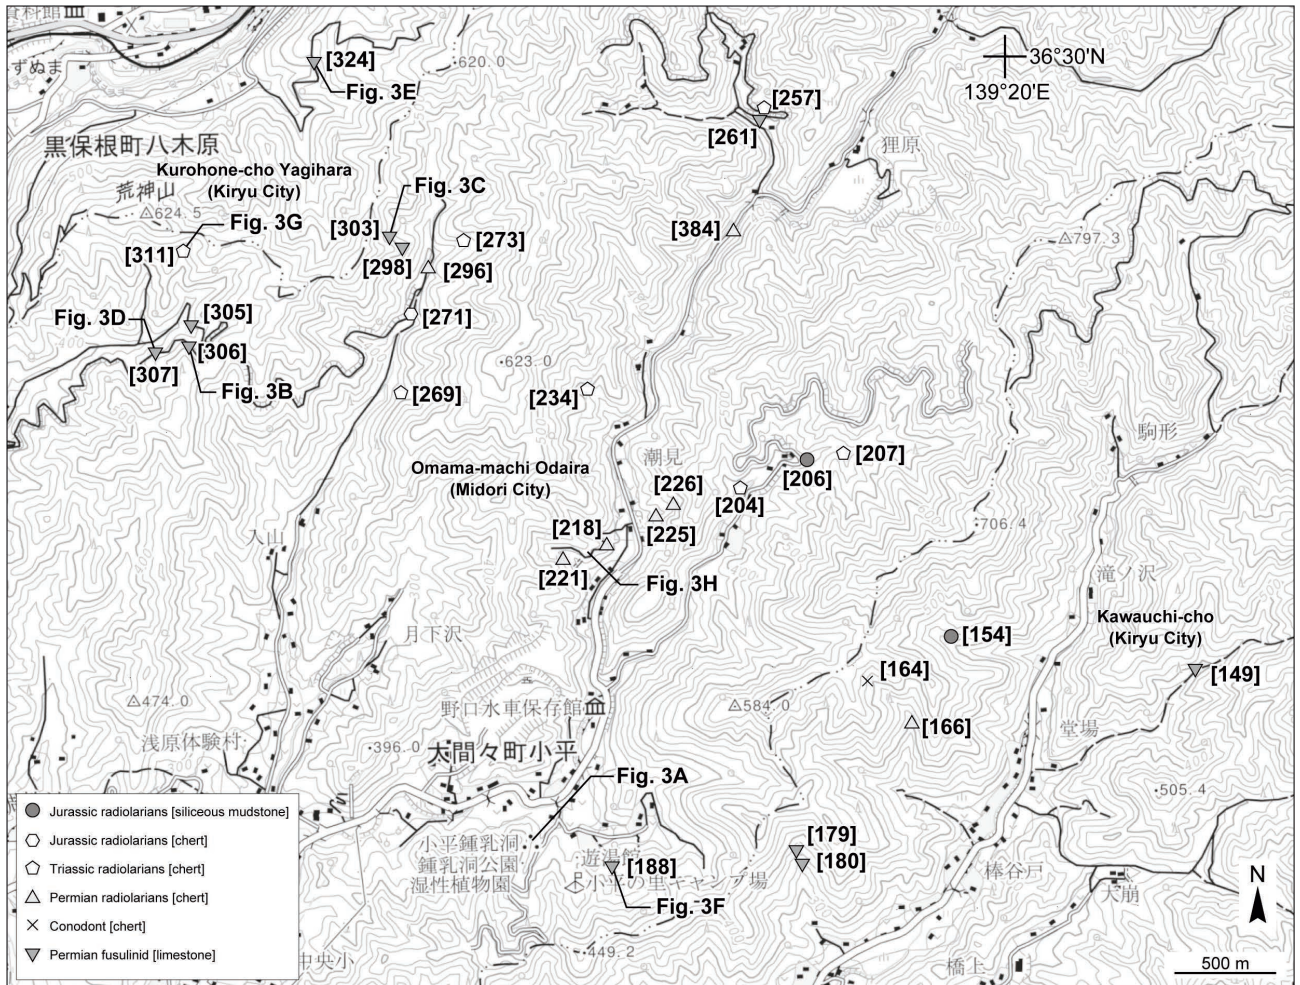 資料館
ずぬま
[324]
Fig. 3E
620.0
36°30'N
139°20'E
[257]
[261]
狸原
黒保根町八木原
Kurohone-cho Yagihara
(Kiryu City)
荒神山
624.5
Fig. 3G
[311]
Fig. 3C
[303]
[298]
[273]
[296]
[384]
797.3
[271]
Fig. 3D
[305]
[306]
[307]
Fig. 3B
623.0
[269]
[234]
駒形
Omama-machi Odaira
(Midori City)
潮見
[207]
[206]
[226]
[204]
[225]
[218]
706.4
入山
[221]
Fig. 3H
滝ノ沢
Kawauchi-cho
(Kiryu City)
月下沢
[154]
[164]
[149]
474.0
野口水車保存館
584.0
[166]
浅原体験村
396.0
大間々町小平
堂場
Fig. 3A
505.4
小平鍾乳洞
鍾乳洞公園
湿性植物園
遊湯館
[188]
小平の里キャンプ場
[179]
[180]
棒谷戸
大崩
Fig. 3F
449.2
中央小
橋上
N
500 m
Jurassic radiolarians [siliceous mudstone]
Jurassic radiolarians [chert]
Triassic radiolarians [chert]
Permian radiolarians [chert]
Conodont [chert]
Permian fusulinid [limestone]